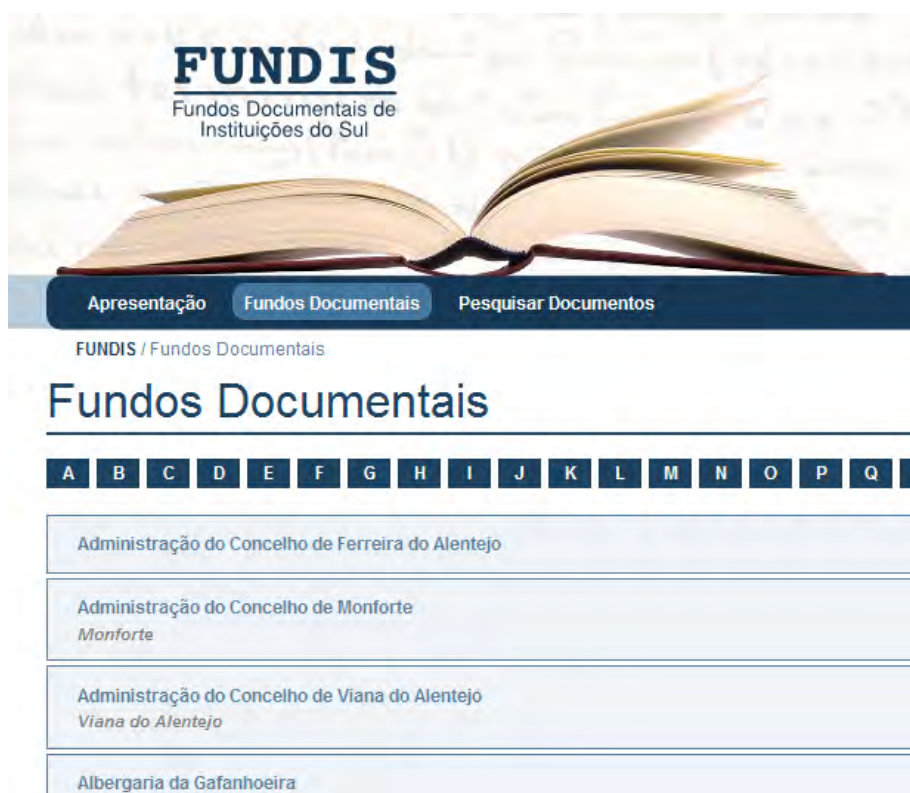 FUNDIS
Fundos Documentais de
Instituições do Sul
Apresentação Fundos Documentais Pesquisar Documentos
FUNDIS / Fundos Documentais
Fundos Documentais
A B C D E F G H I J K L M N O P Q
Administração do Concelho de Ferreira do Alentejo
Administração do Concelho de Monforte
Monforte
Administração do Concelho de Viana do Alentejo
Viana do Alentejo
Albergaria da Gafanhoeira